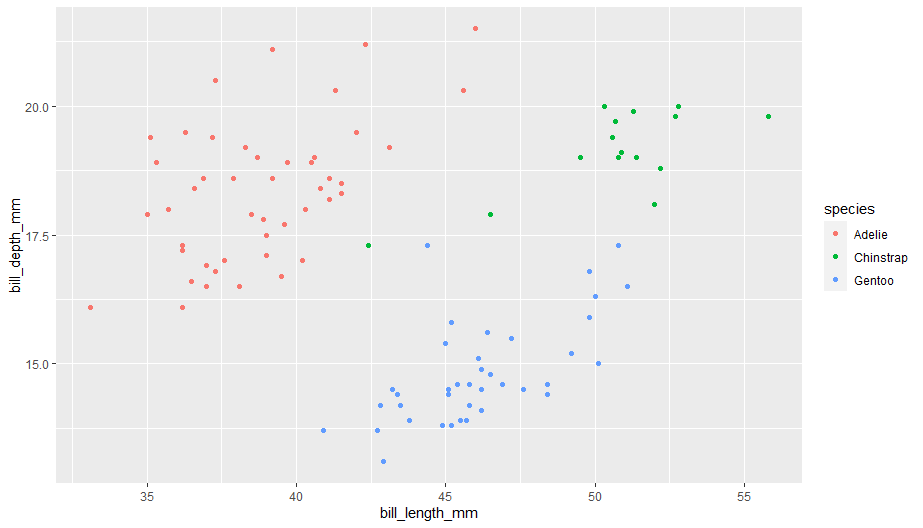 20.0
17.5
15.0
bill_depth_mm
35 40 45 50 55
bill_length_mm
species
Adelie
Chinstrap
Gentoo